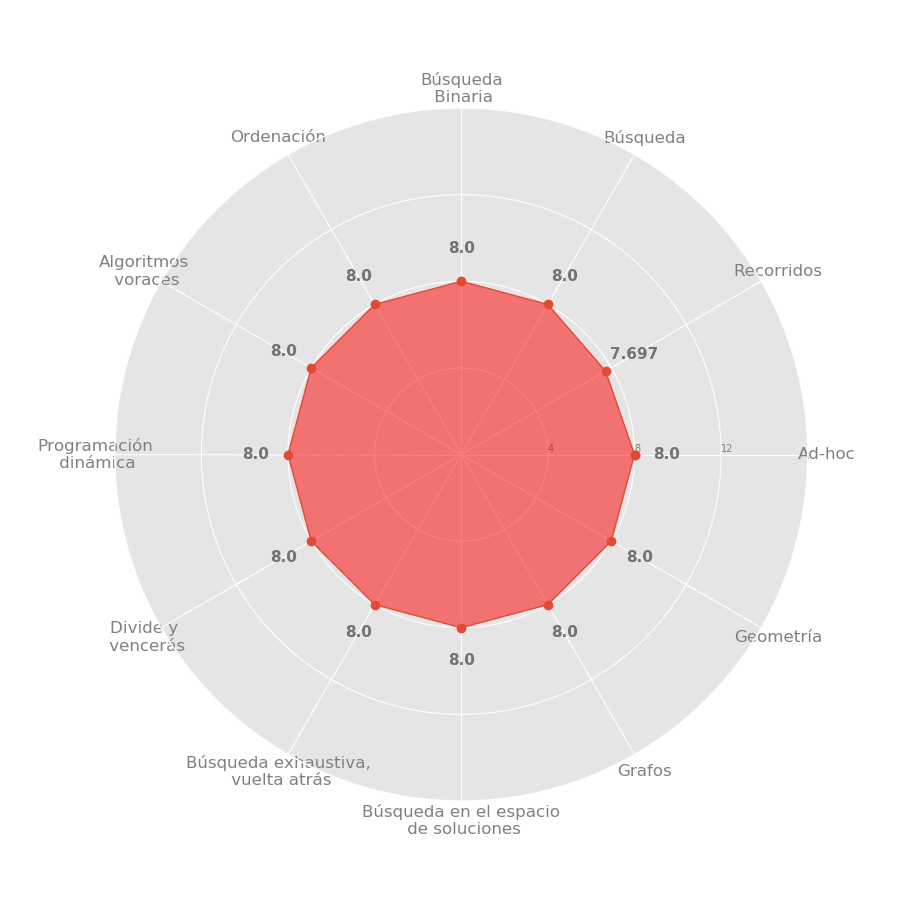 Búsqueda
Binaria
Ordenación
Búsqueda
Algoritmos
voraces
Recorridos
8.0
8.0
8.0
8.0
7.697
Programación
dinámica
8.0
4
8
12
8.0
Ad-hoc
8.0
8.0
Divide y
vencerás
8.0
8.0
8.0
Geometría
Búsqueda exhaustiva,
vuelta atrás
Grafos
Búsqueda en el espacio
de soluciones